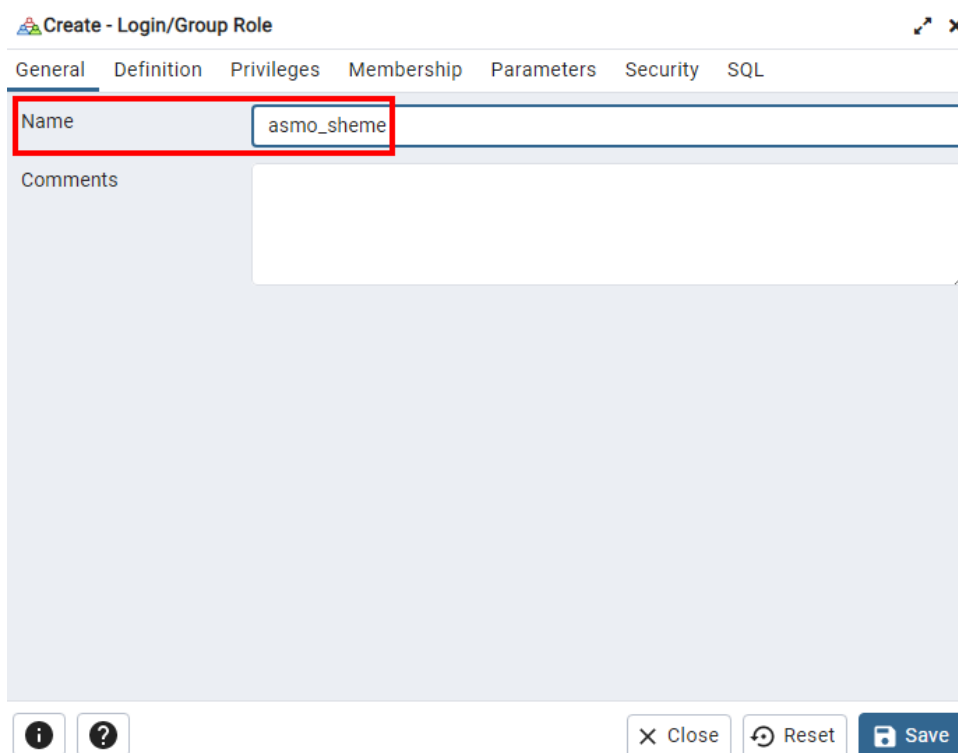 Create - Login/Group Role
General Definition Privileges Membership Parameters Security SQL
Name asmo_sheme
Comments
Close Reset Save